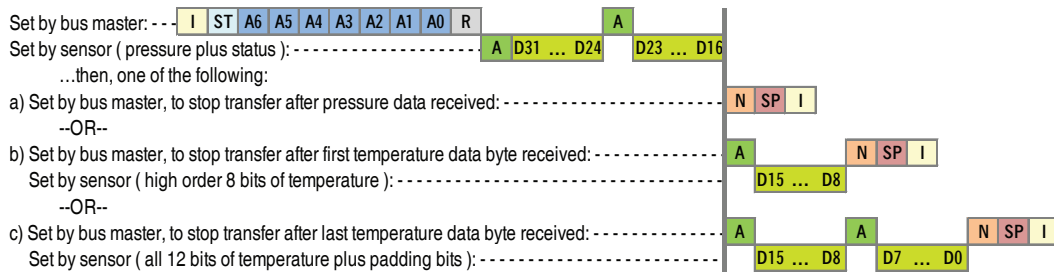 Set by bus master: - - - I ST A6 A5 A4 A3 A2 A1 A0 R A
Set by sensor ( pressure plus status ): - - - - - - - - - - - - - - - - - - A D31 ... D24 D23 ... D16
...then, one of the following:
a) Set by bus master, to stop transfer after pressure data received: - - - - - - - - - - - - - - - - - - - - - - - - N SP I
--OR--
b) Set by bus master, to stop transfer after first temperature data byte received: - - - - - - - - - - - - - - A N SP I
Set by sensor ( high order 8 bits of temperature ): - - - - - - - - - - - - - - - - - - - - - - - - - - - - - - - - - - - D15 ... D8
--OR--
c) Set by bus master, to stop transfer after last temperature data byte received: - - - - - - - - - - - - - - A A N SP I
Set by sensor ( all 12 bits of temperature plus padding bits ): - - - - - - - - - - - - - - - - - - - - - - - - - - D15 ... D8 D7 ... D0